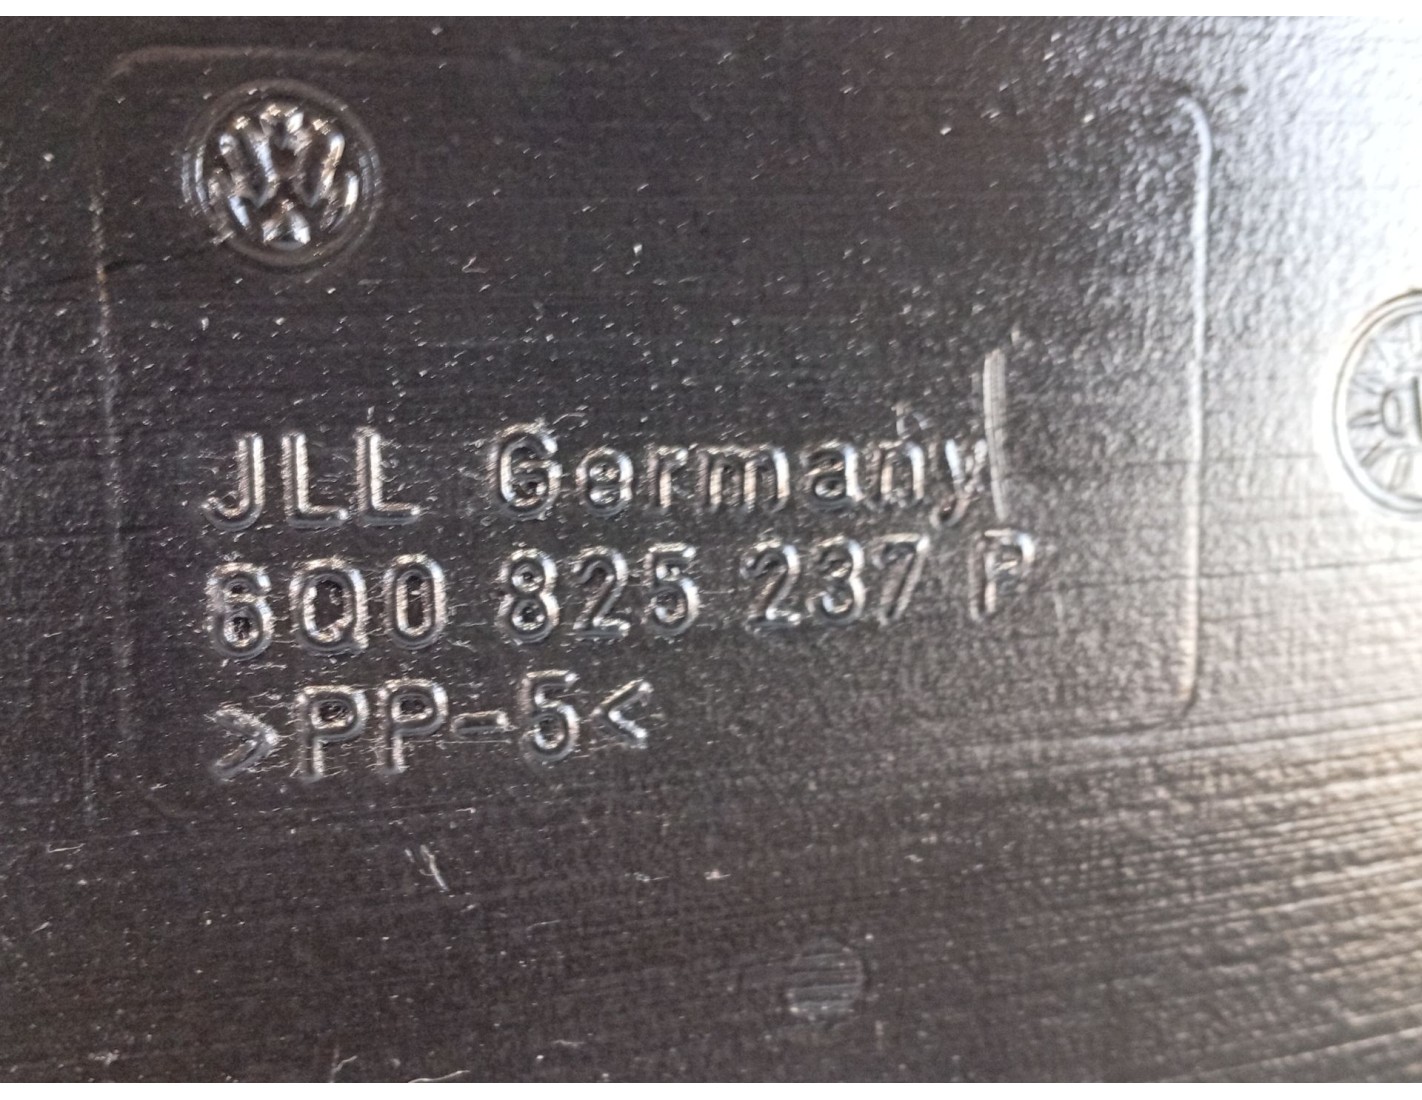 JLL Germany
6Q0 825 237 P
>PP-5<